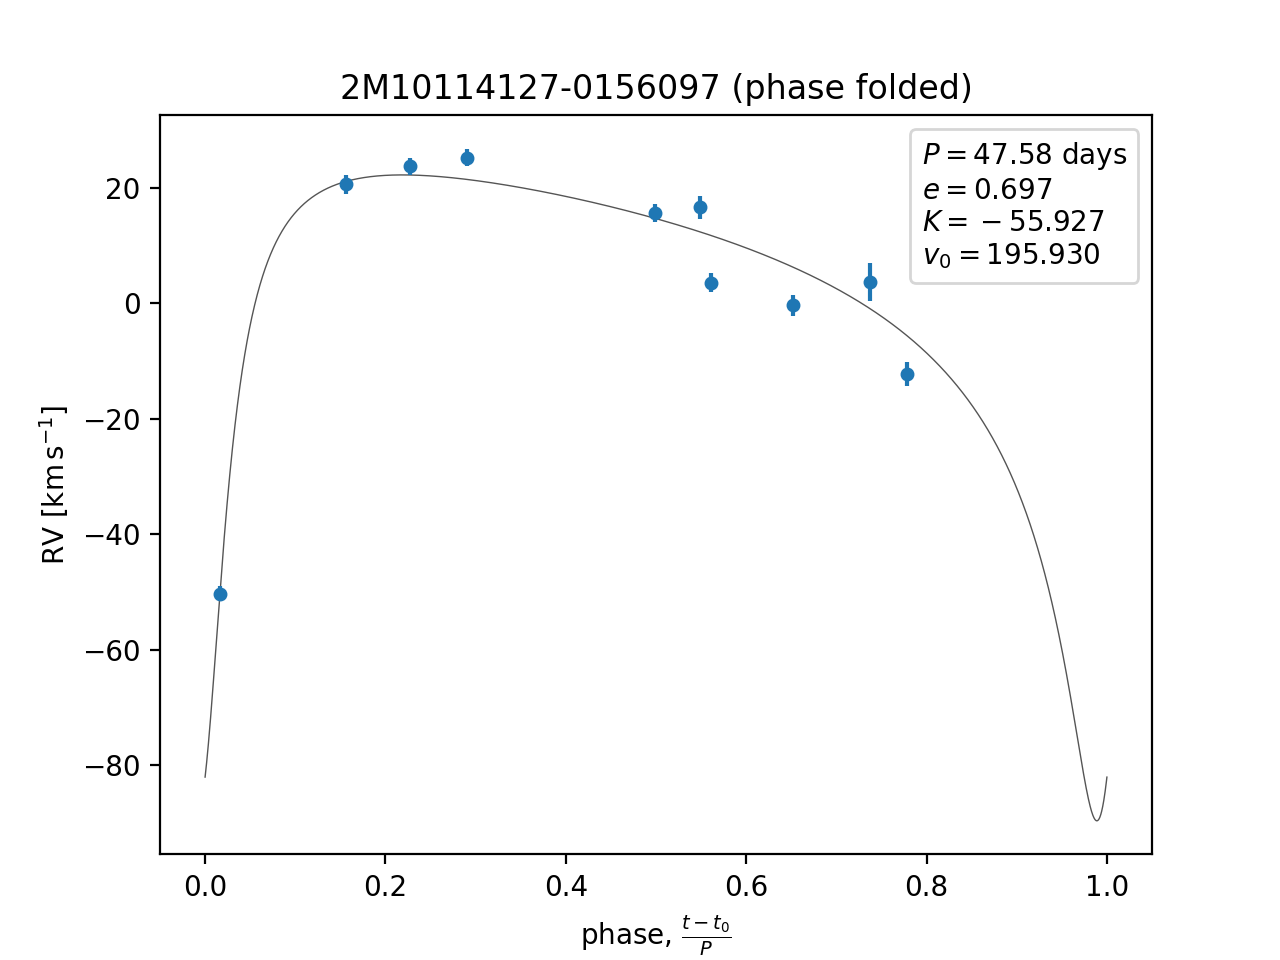 2M10114127-0156097 (phase folded)
P = 47.58 days
e = 0.697
K = −55.927
v₀ = 195.930
RV [km s⁻¹]
20
0
−20
−40
−60
−80
0.0 0.2 0.4 0.6 0.8 1.0
phase, (t − t₀)/P